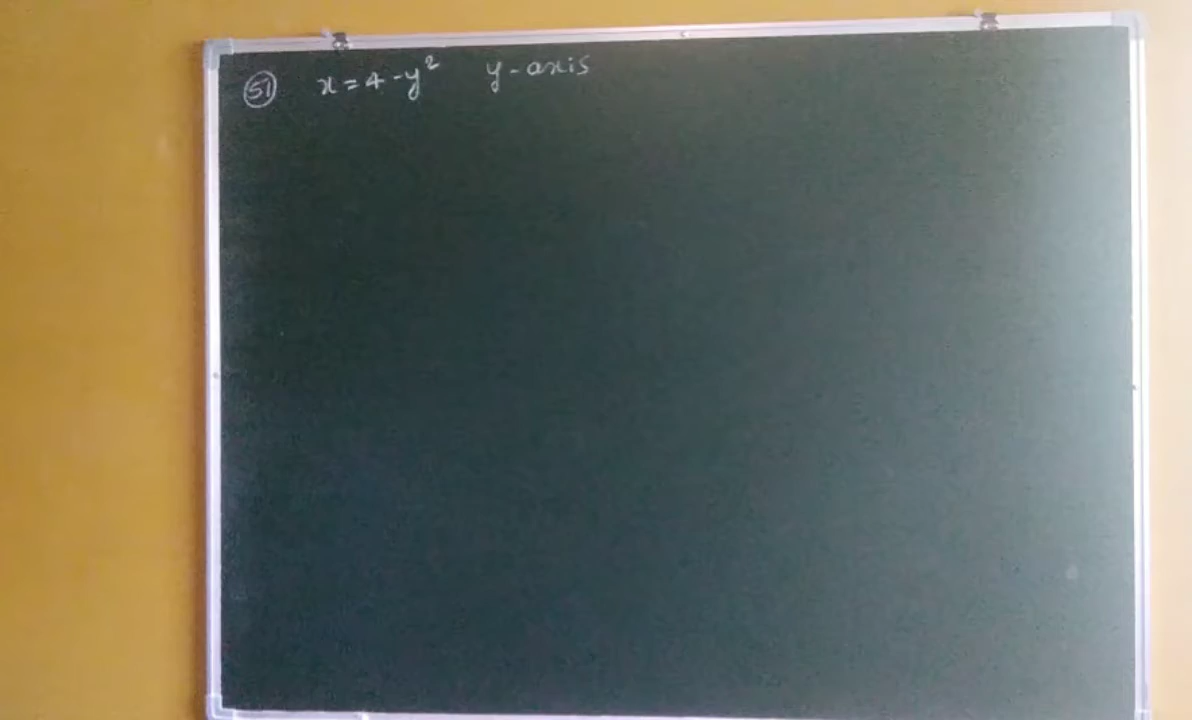 51 x = 4 - y² y-axis